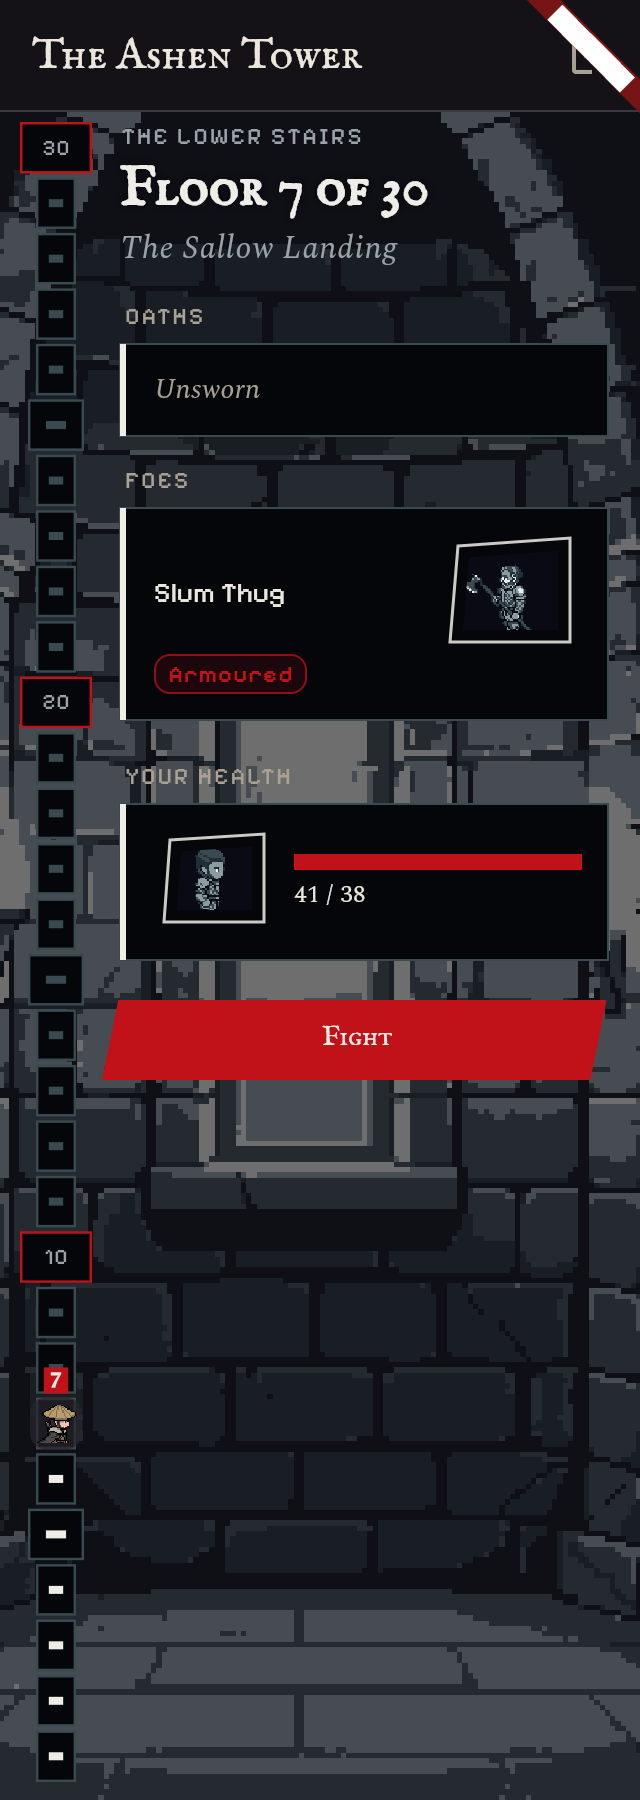 The Ashen Tower
30
THE LOWER STAIRS
Floor 7 of 30
The Sallow Landing
OATHS
Unsworn
FOES
Slum Thug
Armoured
20
YOUR HEALTH
41 / 38
Fight
10
7